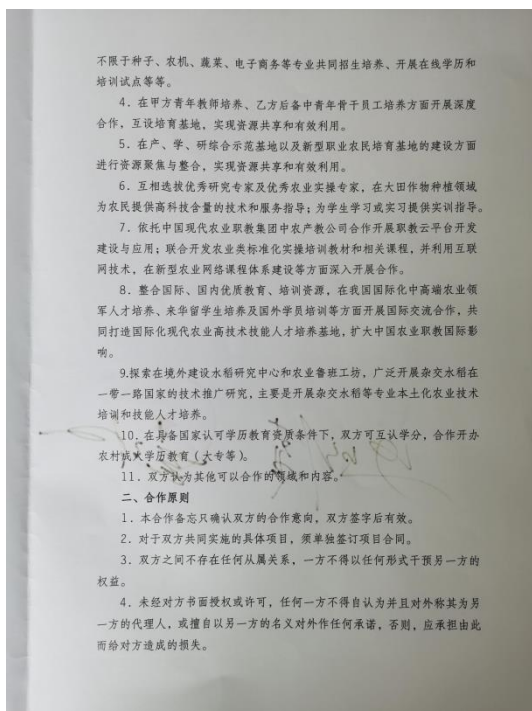 不限于种子、农机、蔬菜、电子商务等专业共同招生培养、开展在线学历和
培训试点等等。
4．在甲方青年教师培养、乙方后备中青年骨干员工培养方面开展深度
合作，互设培育基地，实现资源共享和有效利用。
5．在产、学、研综合示范基地以及新型职业农民培育基地的建设方面
进行资源聚焦与整合，实现资源共享和有效利用。
6．互相选拔优秀研究专家及优秀农业实操专家，在大田作物种植领域
为农民提供高科技含量的技术和服务指导；为学生学习或实习提供实训指导。
7．依托中国现代农业职教集团中农产教公司合作开展职教云平台开发
建设与应用；联合开发农业类标准化实操培训教材和相关课程，并利用互联
网技术，在新型农业网络课程体系建设等方面深入开展合作。
8．整合国际、国内优质教育、培训资源，在我国国际化中高端农业领
军人才培养、来华留学生培养及国外学员培训等方面开展国际交流合作，共
同打造国际化现代农业高技术技能人才培养基地，扩大中国农业职教国际影
响。
9.探索在境外建设水稻研究中心和农业鲁班工坊，广泛开展杂交水稻在
一带一路国家的技术推广研究，主要是开展杂交水稻等专业本土化农业技术
培训和技能人才培养。
10．在具备国家认可学历教育资质条件下，双方可互认学分，合作开办
农村成人学历教育（大专等）。
11．双方认为其他可以合作的领域和内容。
二、合作原则
1．本合作备忘只确认双方的合作意向，双方签字后有效。
2．对于双方共同实施的具体项目，须单独签订项目合同。
3．双方之间不存在任何从属关系，一方不得以任何形式干预另一方的
权益。
4．未经对方书面授权或许可，任何一方不得自认为并且对外称其为另
一方的代理人，或擅自以另一方的名义对外作任何承诺，否则，应承担由此
而给对方造成的损失。